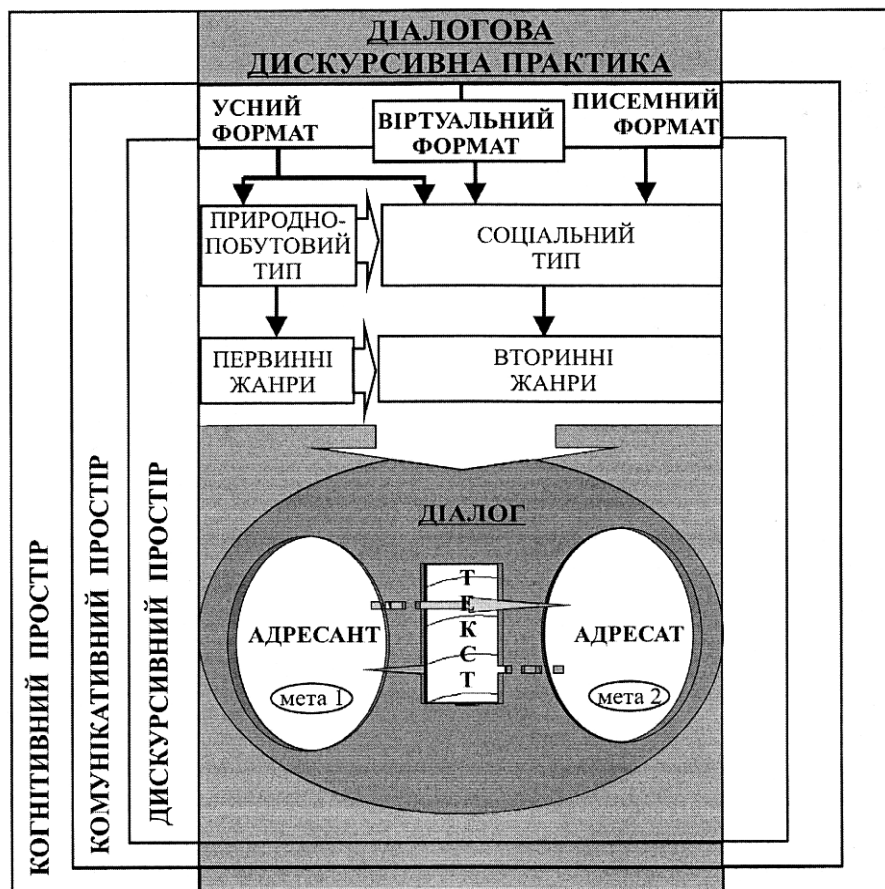 ДІАЛОГОВА
ДИСКУРСИВНА ПРАКТИКА
УСНИЙ
ФОРМАТ
ВІРТУАЛЬНИЙ
ФОРМАТ
ПИСЕМНИЙ
ФОРМАТ
ПРИРОДНО-
ПОБУТОВИЙ
ТИП
СОЦІАЛЬНИЙ
ТИП
ПЕРВИННІ
ЖАНРИ
ВТОРИННІ
ЖАНРИ
ДІАЛОГ
АДРЕСАНТ
мета 1
ТЕКСТ
АДРЕСАТ
мета 2
КОГНІТИВНИЙ ПРОСТІР
КОМУНІКАТИВНИЙ ПРОСТІР
ДИСКУРСИВНИЙ ПРОСТІР